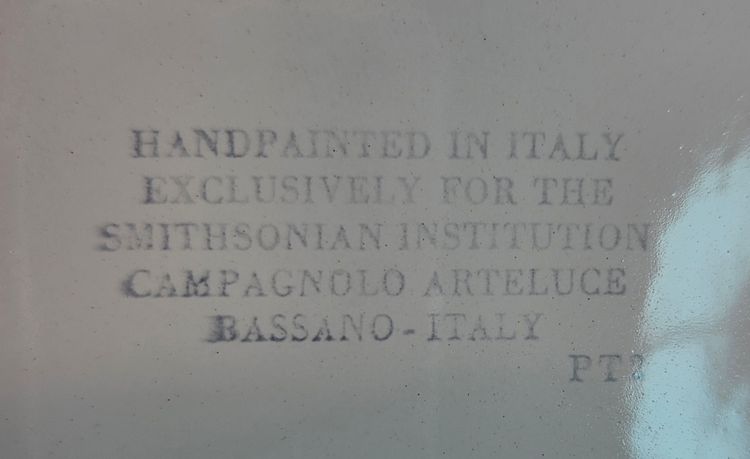 HANDPAINTED IN ITALY
EXCLUSIVELY FOR THE
SMITHSONIAN INSTITUTION
CAMPAGNOLO ARTELUCE
BASSANO-ITALY